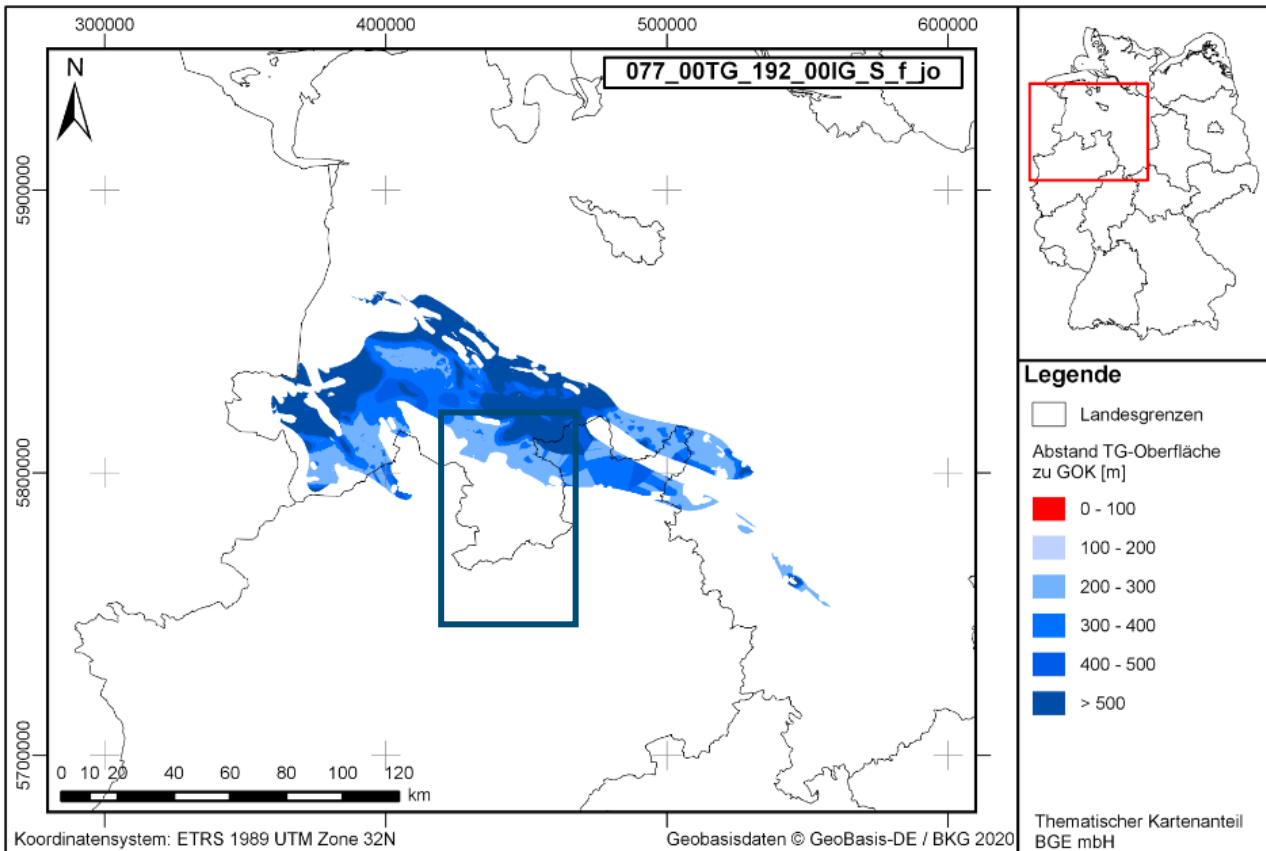 300000
400000
500000
600000
077_00TG_192_00IG_S_f_jo
N
5900000
5800000
5700000
0 10 20 40 60 80 100 120
km
Koordinatensystem: ETRS 1989 UTM Zone 32N
Geobasisdaten © GeoBasis-DE / BKG 2020
Legende
Landesgrenzen
Abstand TG-Oberfläche
zu GOK [m]
0 - 100
100 - 200
200 - 300
300 - 400
400 - 500
> 500
Thematischer Kartenanteil
BGE mbH